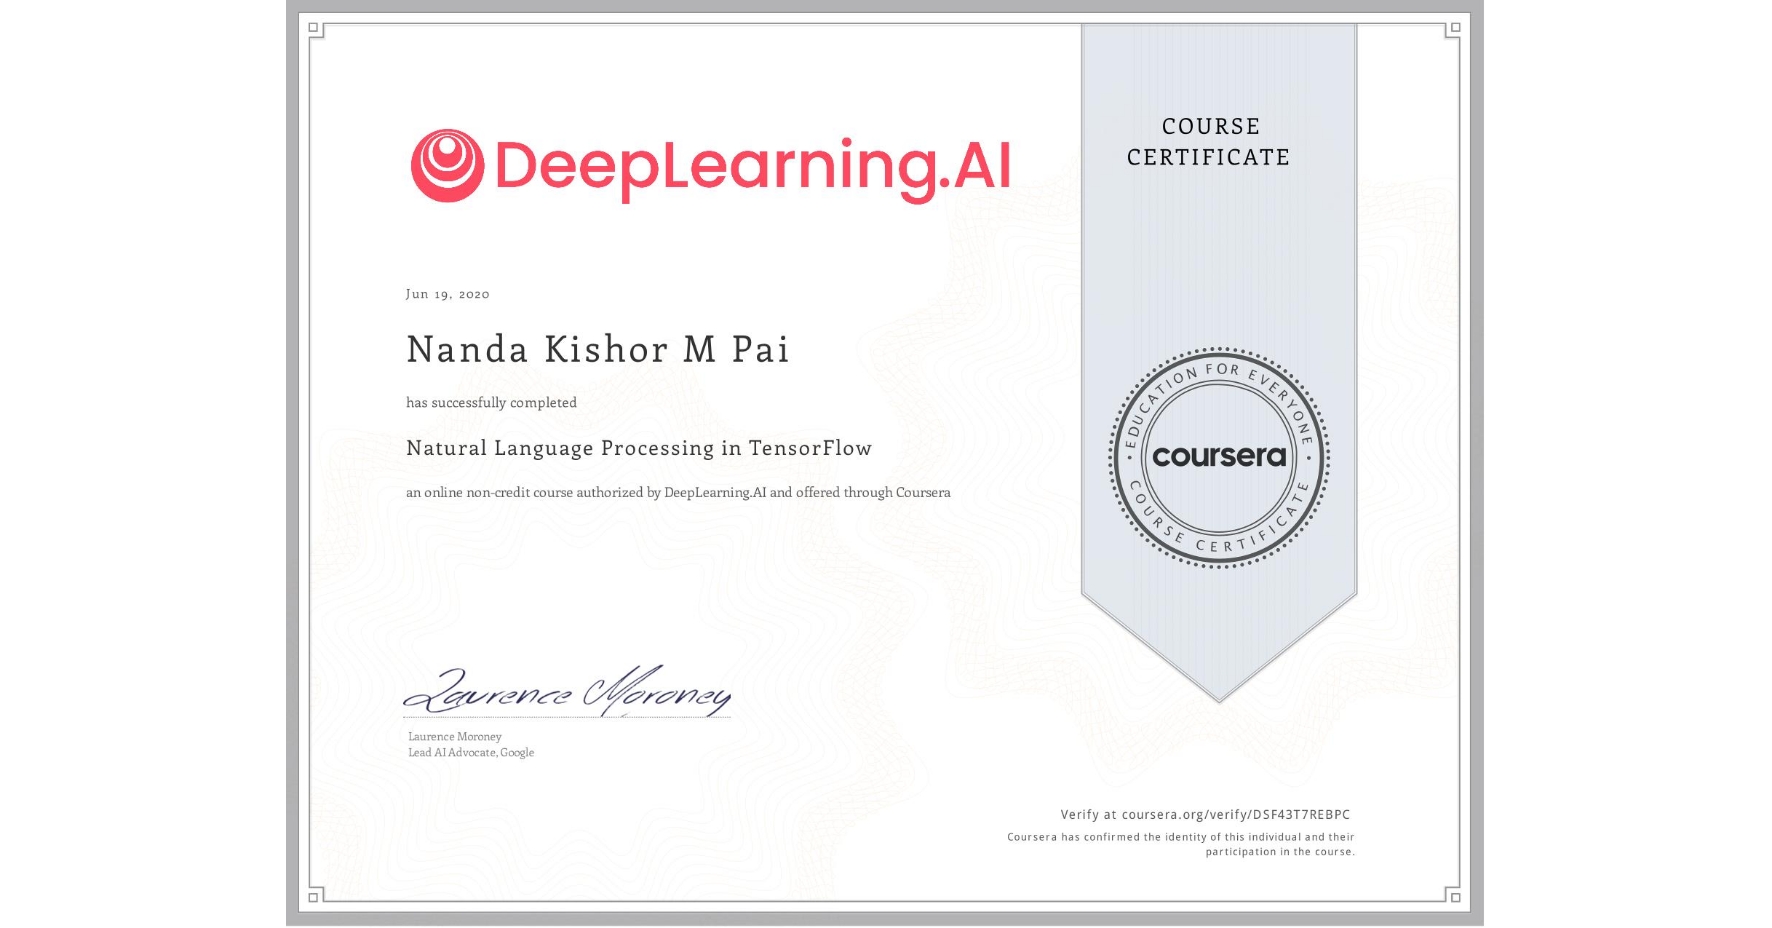 DeepLearning.AI
COURSE
CERTIFICATE
Jun 19, 2020
Nanda Kishor M Pai
has successfully completed
Natural Language Processing in TensorFlow
an online non-credit course authorized by DeepLearning.AI and offered through Coursera
EDUCATION FOR EVERYONE
coursera
COURSE CERTIFICATE
Laurence Moroney
Laurence Moroney
Lead AI Advocate, Google
Verify at coursera.org/verify/DSF43T7REBPC
Coursera has confirmed the identity of this individual and their
participation in the course.